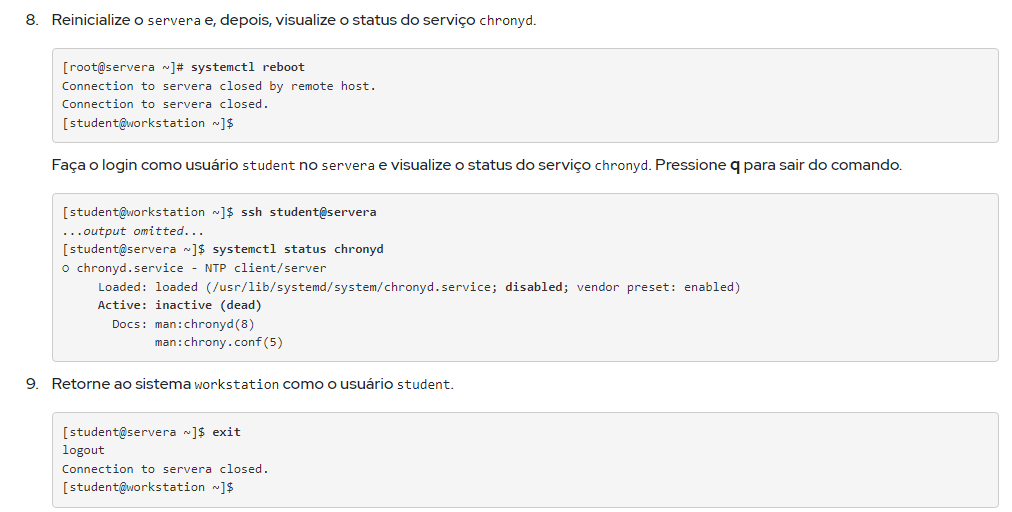 8. Reinicialize o servera e, depois, visualize o status do serviço chronyd.
[root@servera ~]# systemctl reboot
Connection to servera closed by remote host.
Connection to servera closed.
[student@workstation ~]$
Faça o login como usuário student no servera e visualize o status do serviço chronyd. Pressione q para sair do comando.
[student@workstation ~]$ ssh student@servera
...output omitted...
[student@servera ~]$ systemctl status chronyd
○ chronyd.service - NTP client/server
     Loaded: loaded (/usr/lib/systemd/system/chronyd.service; disabled; vendor preset: enabled)
     Active: inactive (dead)
       Docs: man:chronyd(8)
             man:chrony.conf(5)
9. Retorne ao sistema workstation como o usuário student.
[student@servera ~]$ exit
logout
Connection to servera closed.
[student@workstation ~]$